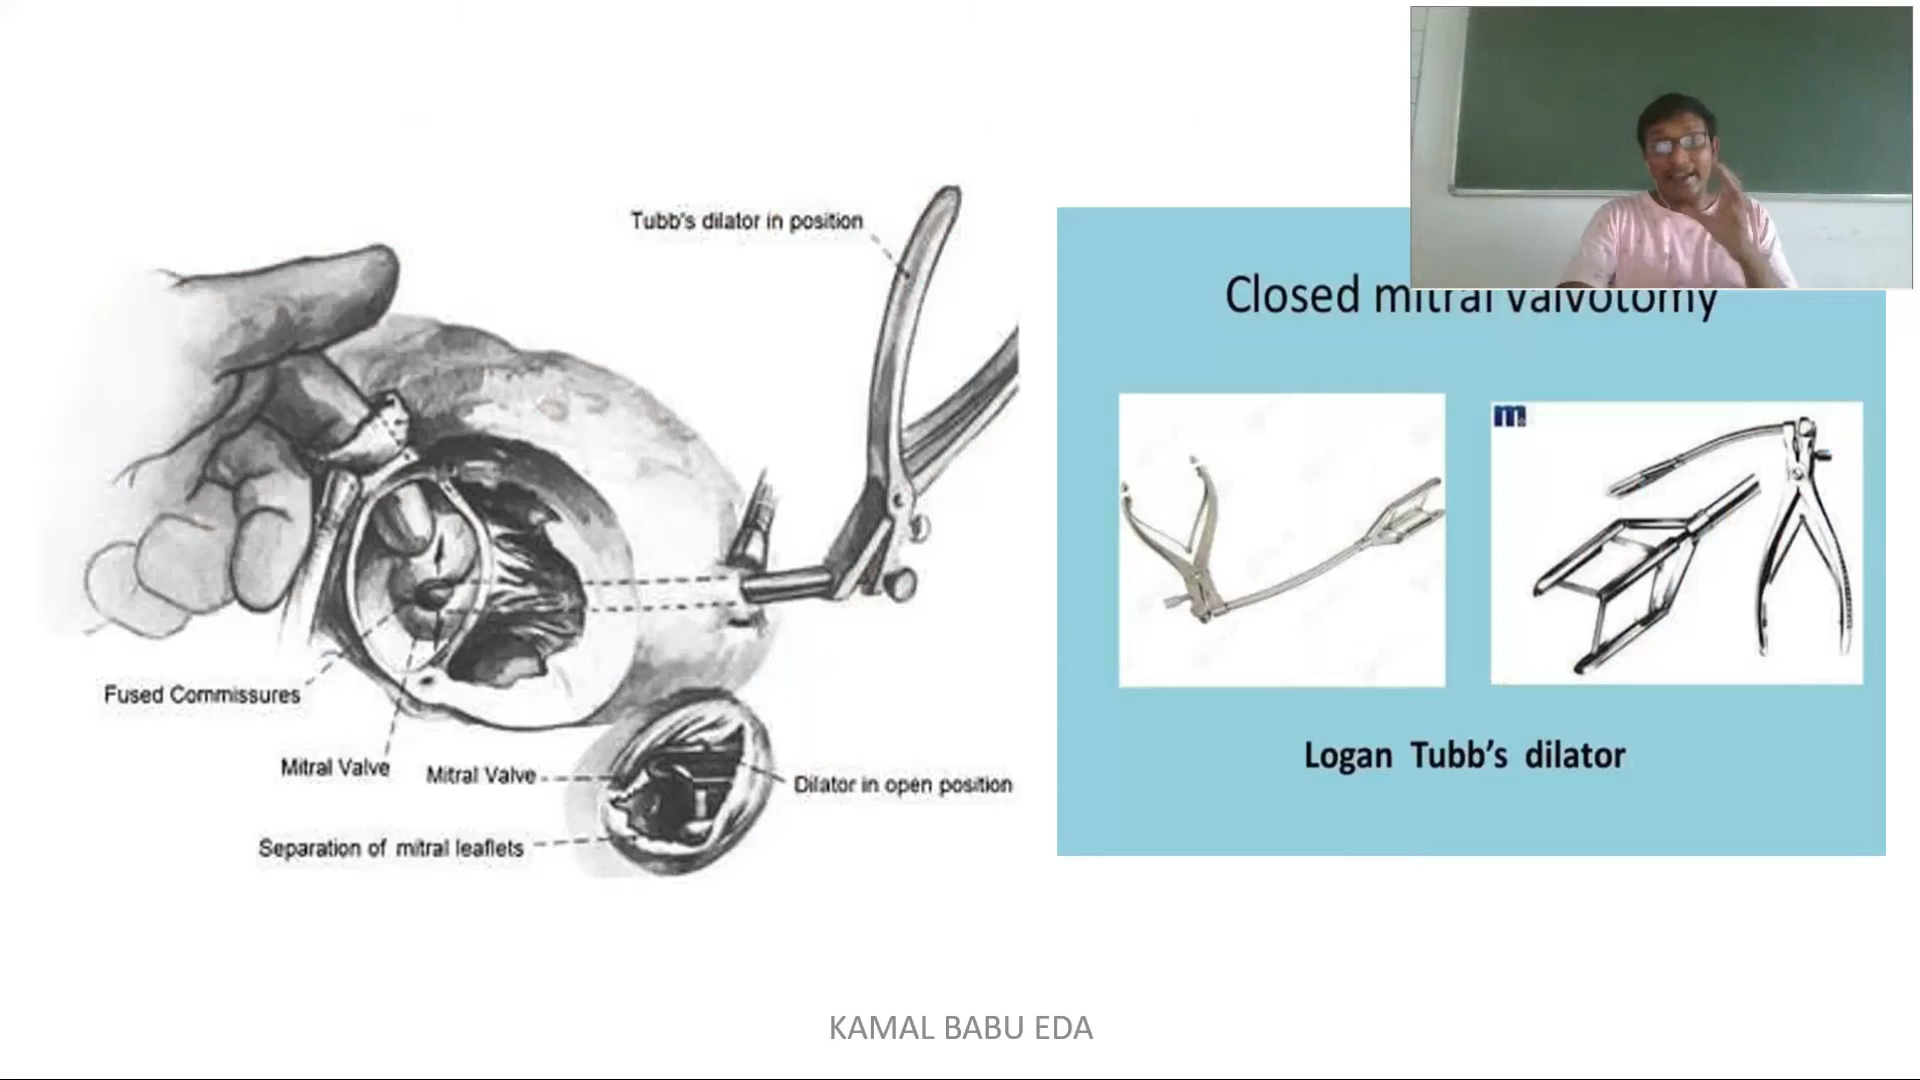 Tubb's dilator in position
Fused Commissures
Mitral Valve
Mitral Valve
Dilator in open position
Separation of mitral leaflets
Closed mitral valvotomy
m
Logan Tubb's dilator
KAMAL BABU EDA